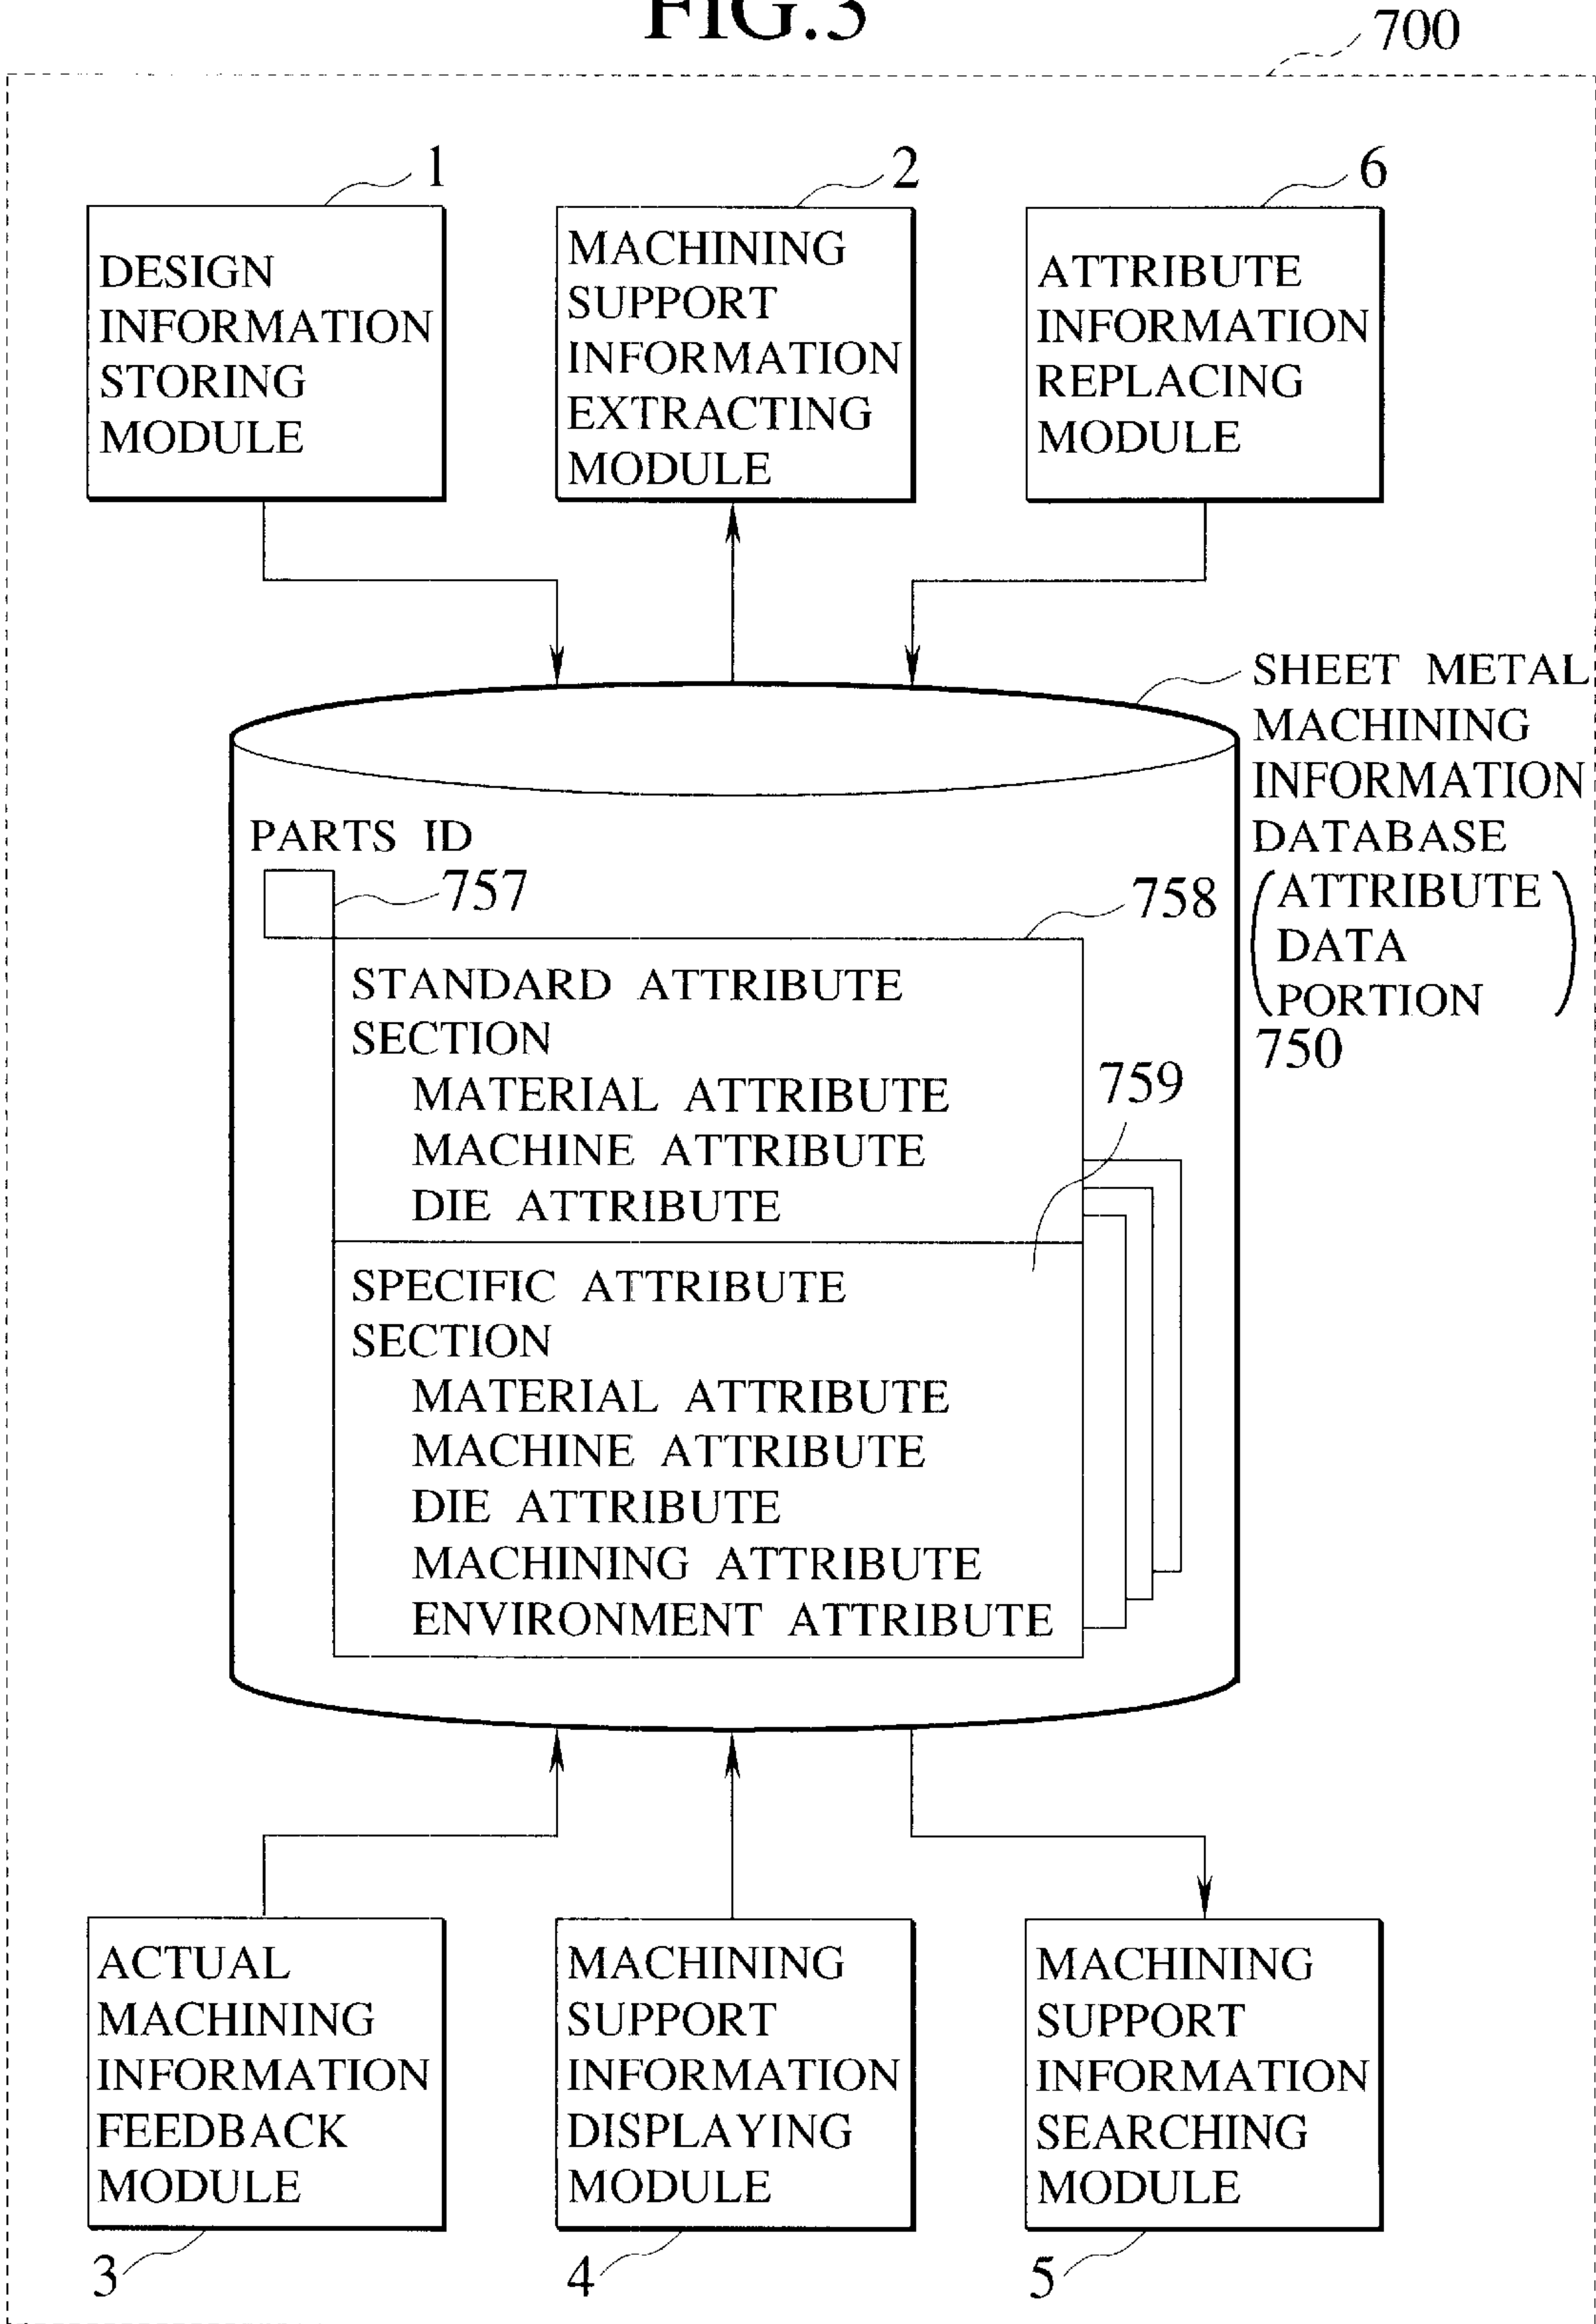 FIG.3
700
1
DESIGN
INFORMATION
STORING
MODULE
2
MACHINING
SUPPORT
INFORMATION
EXTRACTING
MODULE
6
ATTRIBUTE
INFORMATION
REPLACING
MODULE
SHEET METAL
MACHINING
INFORMATION
DATABASE
(ATTRIBUTE
DATA
PORTION)
750
PARTS ID
757
758
STANDARD ATTRIBUTE
SECTION
MATERIAL ATTRIBUTE
MACHINE ATTRIBUTE
DIE ATTRIBUTE
759
SPECIFIC ATTRIBUTE
SECTION
MATERIAL ATTRIBUTE
MACHINE ATTRIBUTE
DIE ATTRIBUTE
MACHINING ATTRIBUTE
ENVIRONMENT ATTRIBUTE
ACTUAL
MACHINING
INFORMATION
FEEDBACK
MODULE
3
MACHINING
SUPPORT
INFORMATION
DISPLAYING
MODULE
4
MACHINING
SUPPORT
INFORMATION
SEARCHING
MODULE
5